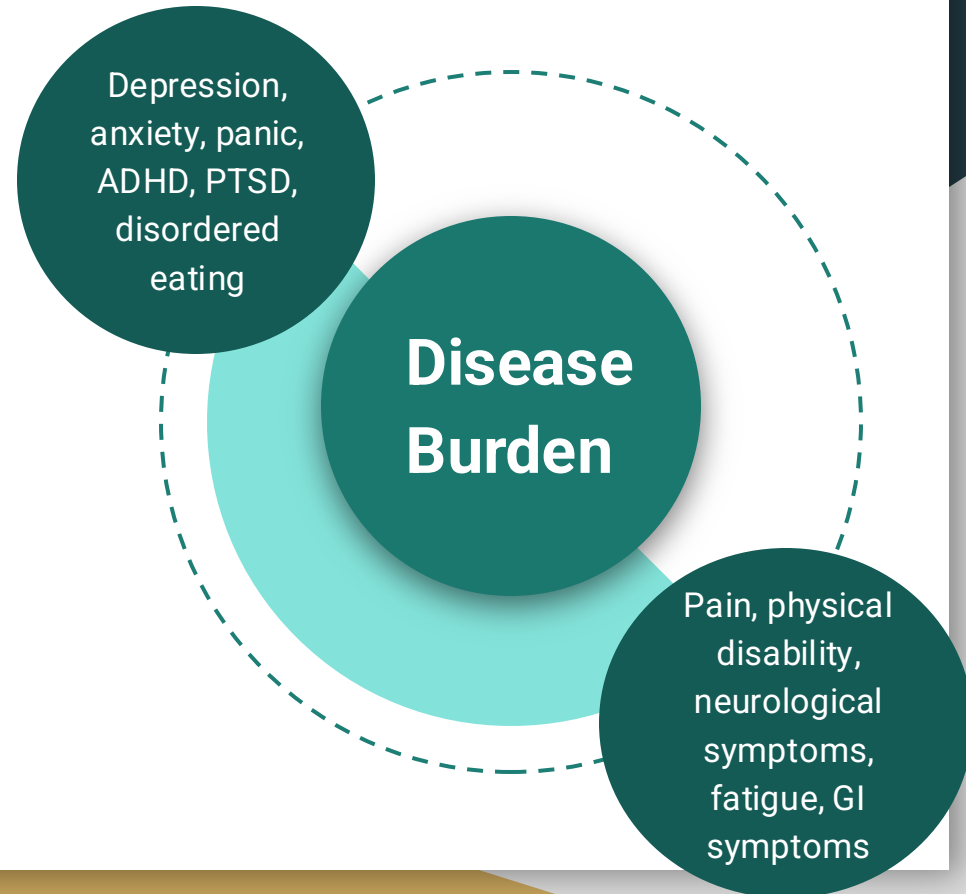 Depression,
anxiety, panic,
ADHD, PTSD,
disordered
eating
Disease
Burden
Pain, physical
disability,
neurological
symptoms,
fatigue, GI
symptoms